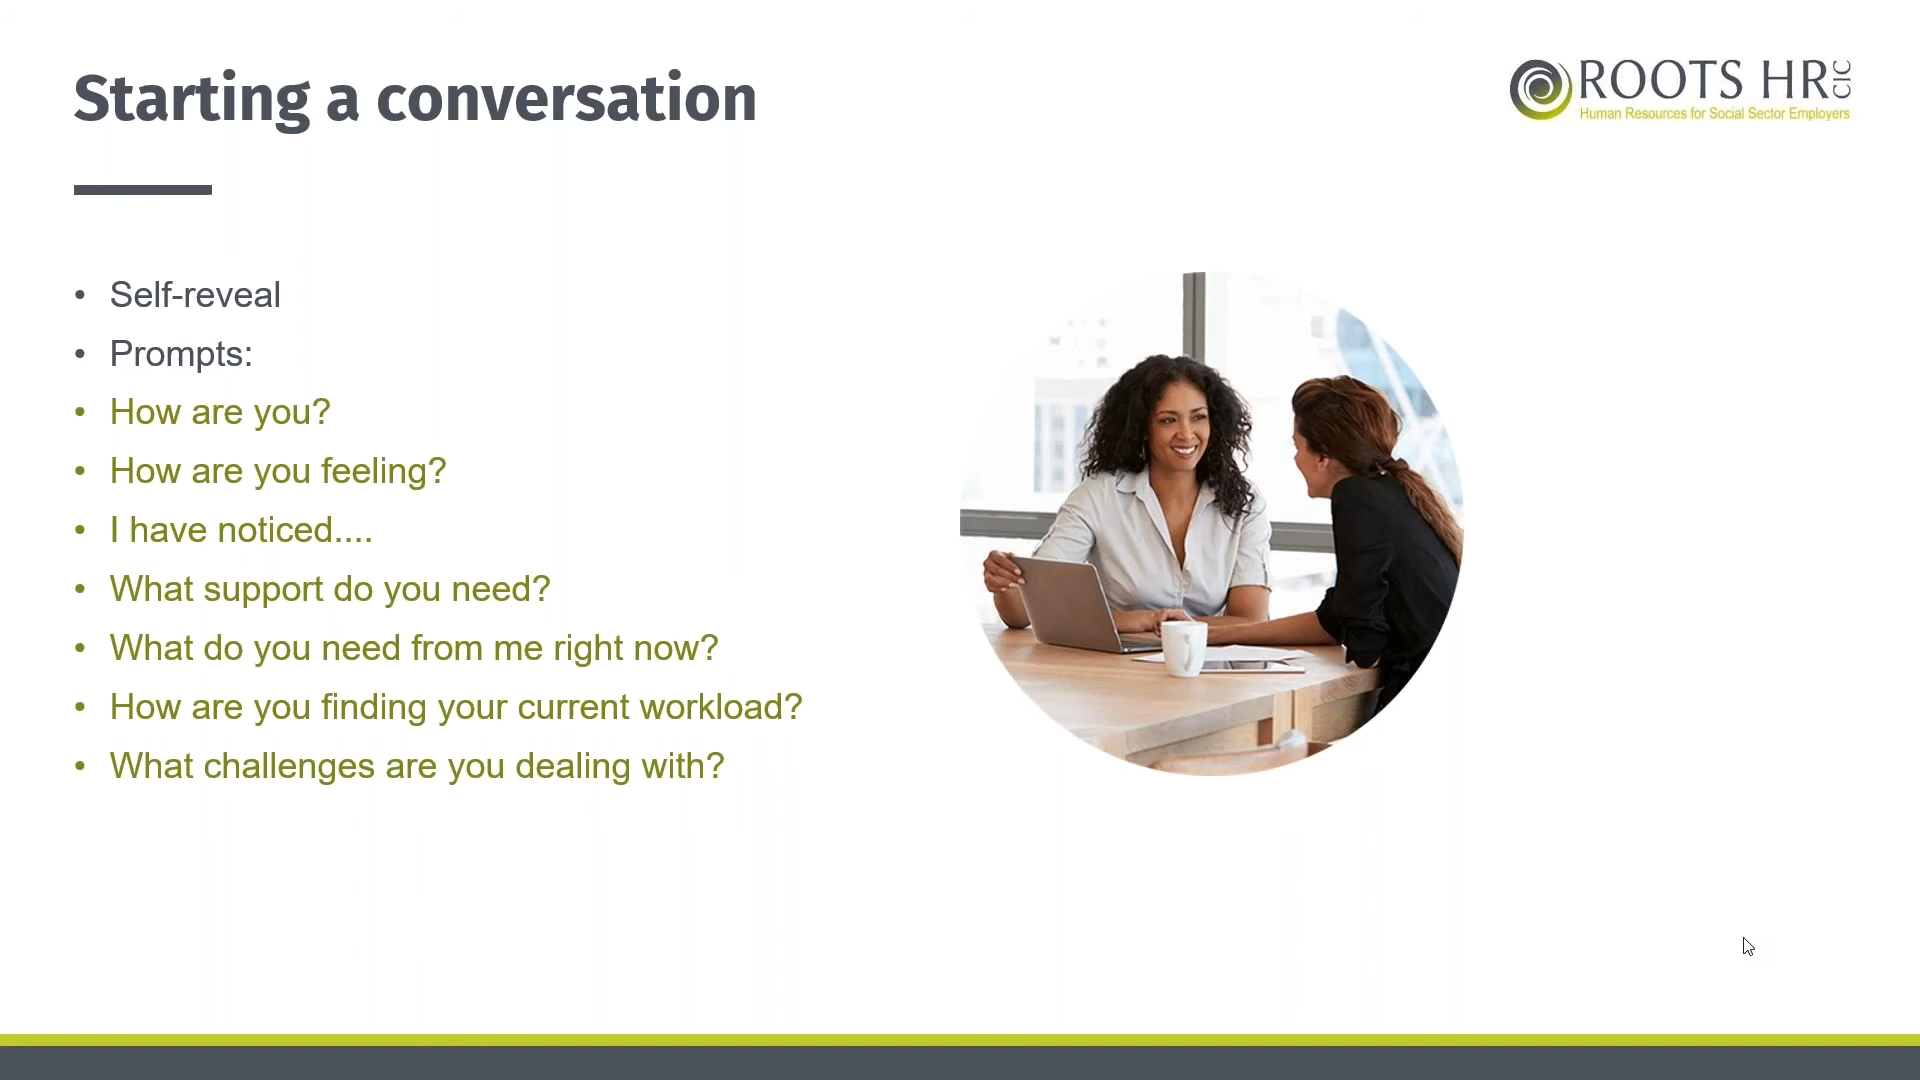 Starting a conversation
ROOTS HR CIC
Human Resources for Social Sector Employers
• Self-reveal
• Prompts:
• How are you?
• How are you feeling?
• I have noticed....
• What support do you need?
• What do you need from me right now?
• How are you finding your current workload?
• What challenges are you dealing with?